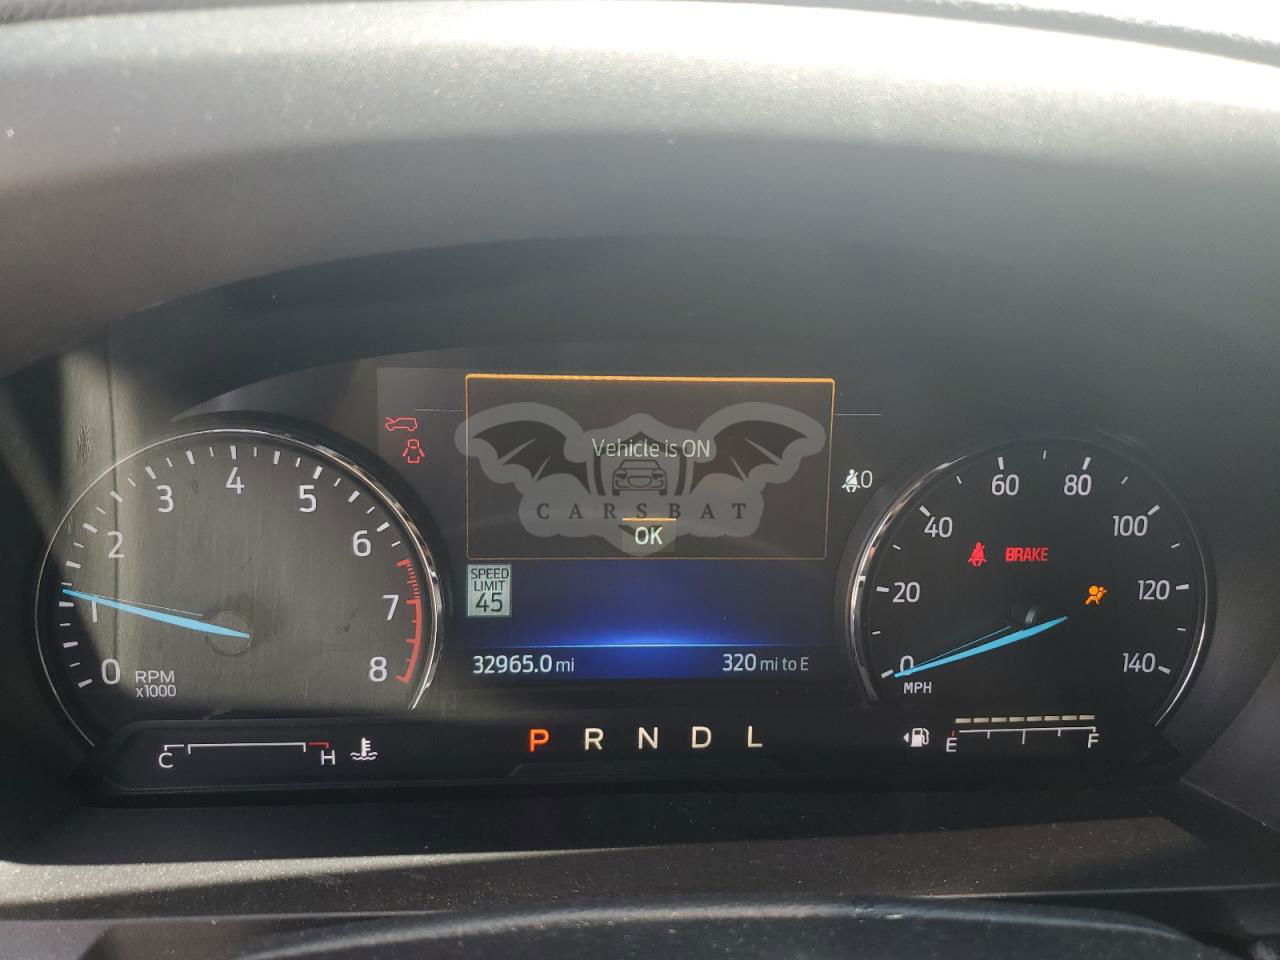 Vehicle is ON
CARSBAT
OK
SPEED
LIMIT
45
32965.0 mi
320 mi to E
0
1
2
3
4
5
6
7
8
RPM
x1000
0
20
40
60
80
100
120
140
MPH
BRAKE
0
C
H
P R N D L
E
F